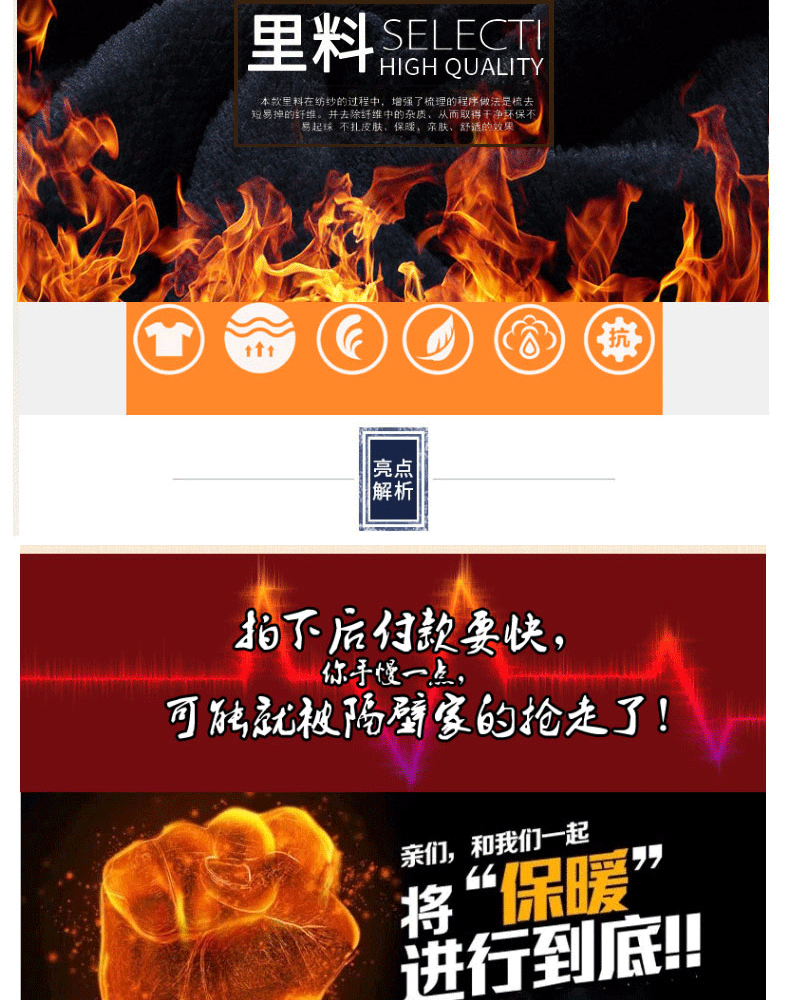 里料 SELECTI
HIGH QUALITY
本款里料在纺纱的过程中，增强了梳理的程序做法是梳去
短易掉的纤维。并去除纤维中的杂质、从而取得干净环保不
易起球 不扎皮肤、保暖，亲肤、舒适的效果
抗
亮点
解析
拍下后付款要快，
你手慢一点，
可能就被隔壁家的抢走了！
亲们，和我们一起
将“保暖”
进行到底!!